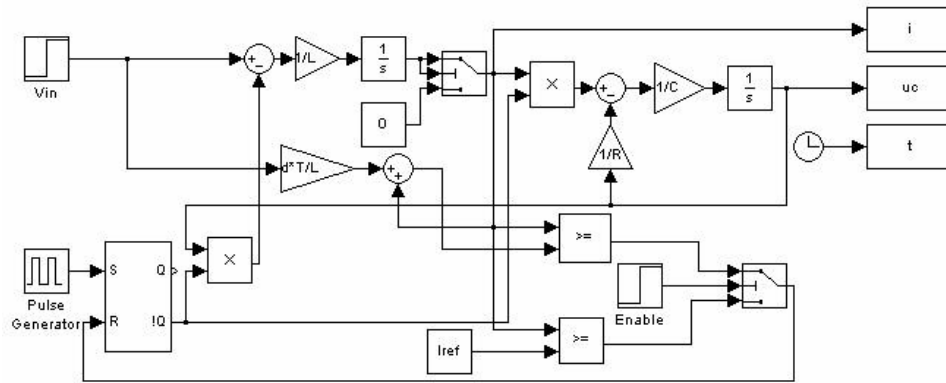 Vin
+
-
1/L
1
s
0
×
+
-
1/C
1
s
i
uc
t
1/R
d*T/L
+
+
×
>=
Pulse
Generator
S
Q
R
!Q
Enable
Iref
>=